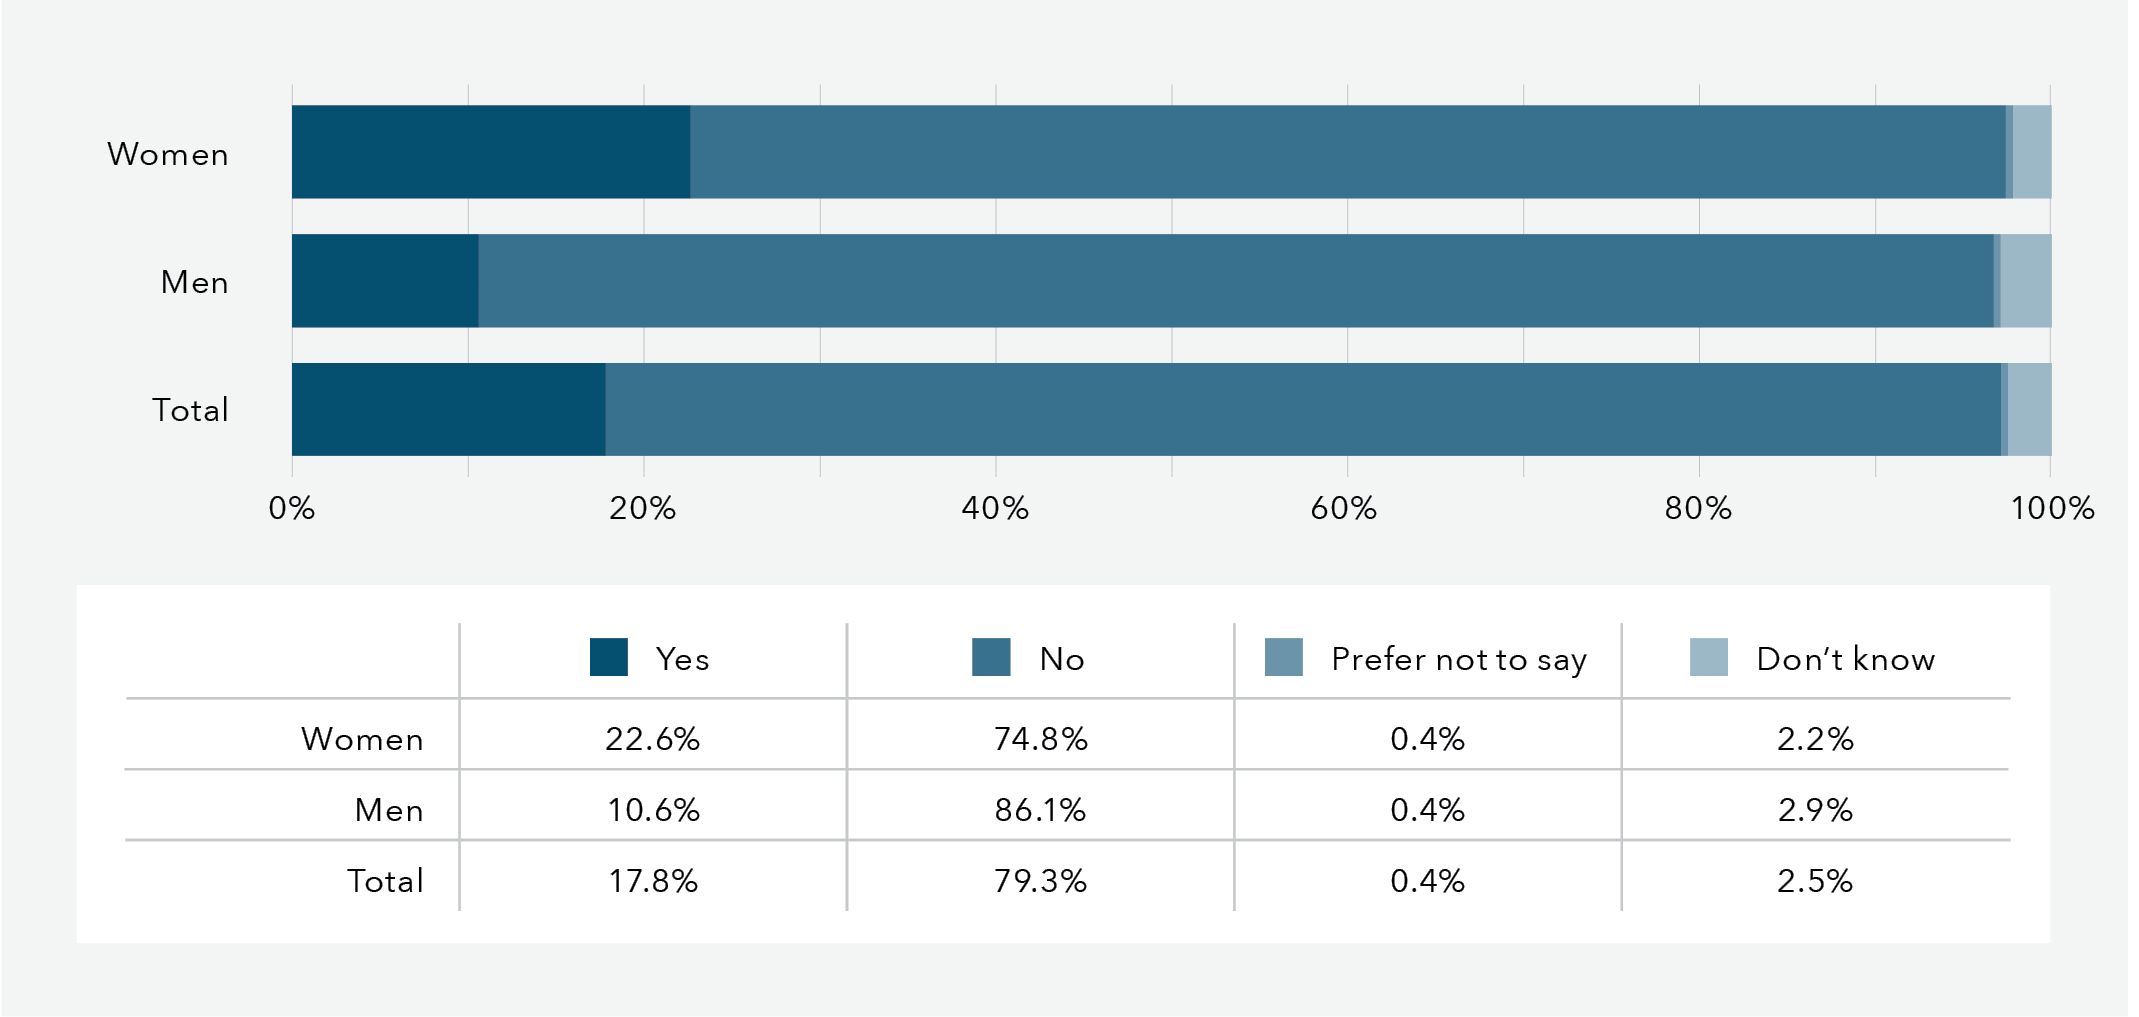 Women
Men
Total
0% 20% 40% 60% 80% 100%
Yes No Prefer not to say Don’t know
Women 22.6% 74.8% 0.4% 2.2%
Men 10.6% 86.1% 0.4% 2.9%
Total 17.8% 79.3% 0.4% 2.5%